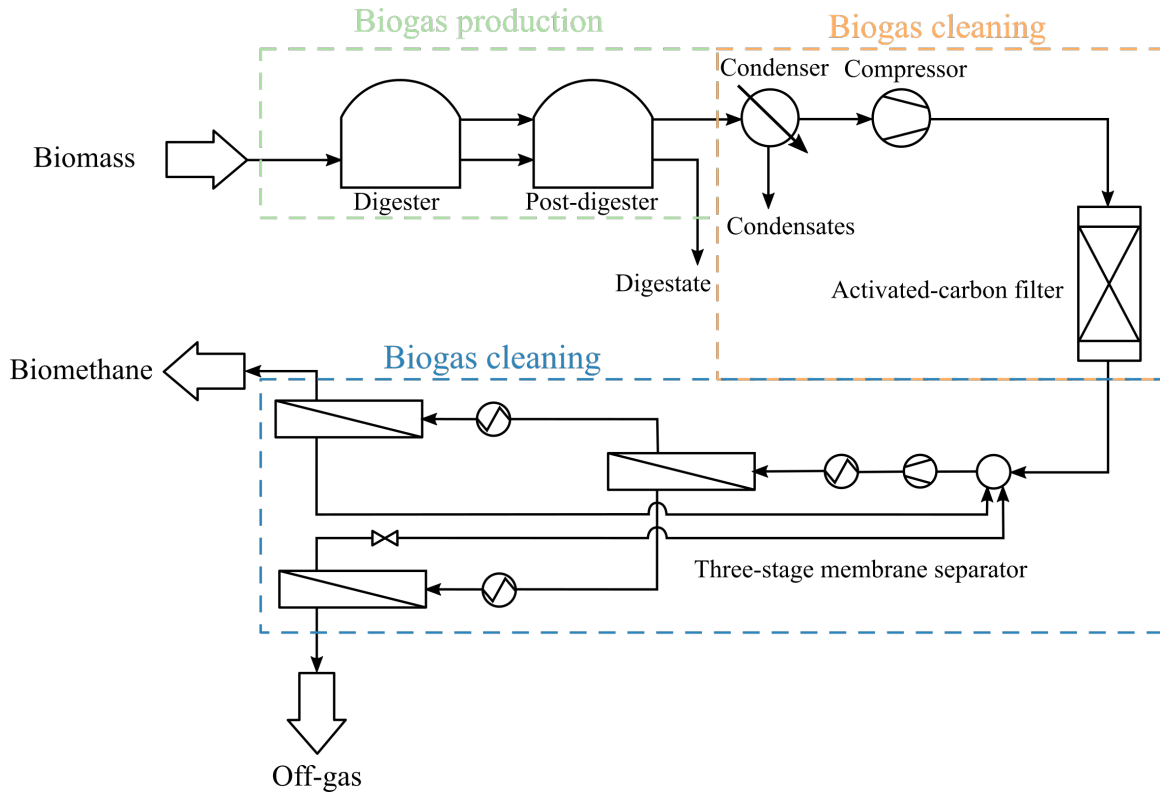 Biogas production
Biogas cleaning
Condenser
Compressor
Biomass
Digester
Post-digester
Condensates
Digestate
Activated-carbon filter
Biogas cleaning
Biomethane
Three-stage membrane separator
Off-gas